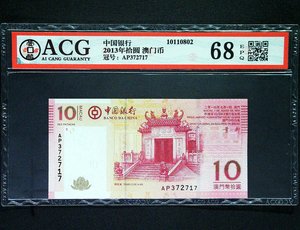 ACG
AI CANG GUARANTY
中国银行
2013年拾圆 澳门币
冠号: AP372717
10110802
68
EPQ
10
中國銀行
BANCO DA CHINA
AP372717
AP372717
10
澳門幣拾圓